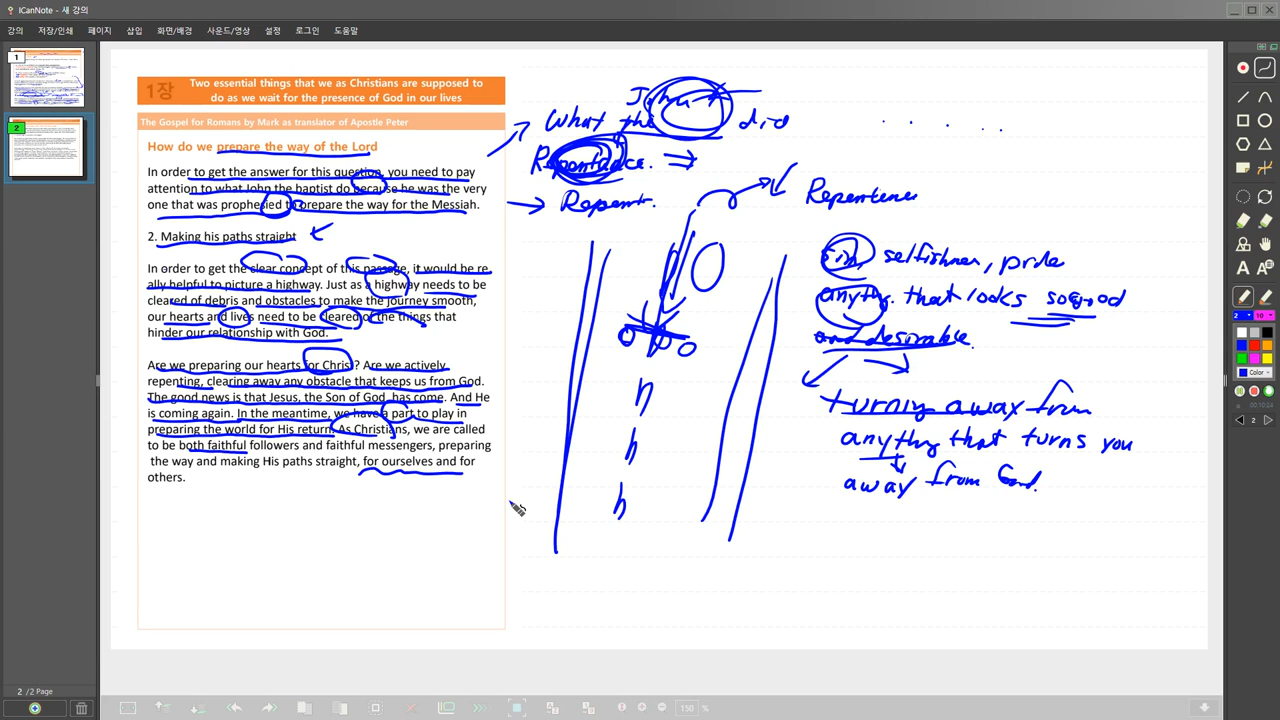 ICanNote - 새 강의
강의 저장/인쇄 페이지 삽입 화면/배경 사운드/영상 설정 로그인 도움말
1
2
1장
Two essential things that we as Christians are supposed to
do as we wait for the presence of God in our lives
The Gospel for Romans by Mark as translator of Apostle Peter
How do we prepare the way of the Lord
In order to get the answer for this question, you need to pay
attention to what John the baptist do because he was the very
one that was prophesied to prepare the way for the Messiah.
2. Making his paths straight
In order to get the clear concept of this passage, it would be re
ally helpful to picture a highway. Just as a highway needs to be
cleared of debris and obstacles to make the journey smooth,
our hearts and lives need to be cleared of the things that
hinder our relationship with God.
Are we preparing our hearts for Christ? Are we actively
repenting, clearing away any obstacle that keeps us from God.
The good news is that Jesus, the Son of God, has come. And He
is coming again. In the meantime, we have a part to play in
preparing the world for His return. As Christians, we are called
to be both faithful followers and faithful messengers, preparing
the way and making His paths straight, for ourselves and for
others.
What the did
Repentance. ⇒
→ Repent.
Repentence
sin, selfishness, pride
anything that looks so good
and desirable.
turning away from
anything that turns you
away from God.
2 / 2 Page
150 %
2 10
Color
00:10:24
2